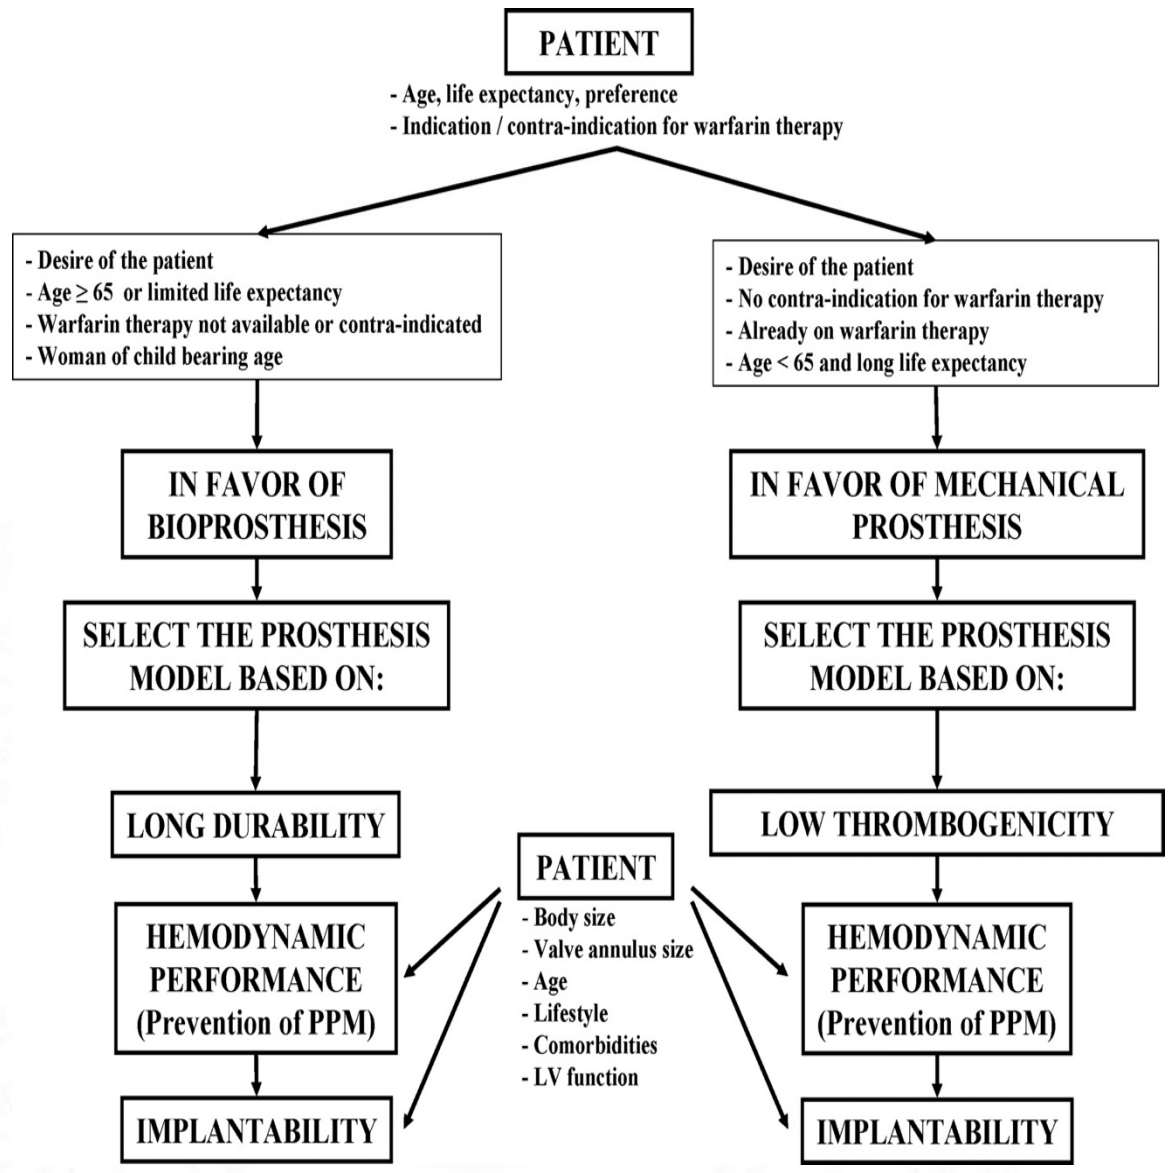 PATIENT
- Age, life expectancy, preference
- Indication / contra-indication for warfarin therapy
- Desire of the patient
- Age ≥ 65 or limited life expectancy
- Warfarin therapy not available or contra-indicated
- Woman of child bearing age
- Desire of the patient
- No contra-indication for warfarin therapy
- Already on warfarin therapy
- Age < 65 and long life expectancy
IN FAVOR OF
BIOPROSTHESIS
IN FAVOR OF MECHANICAL
PROSTHESIS
SELECT THE PROSTHESIS
MODEL BASED ON:
SELECT THE PROSTHESIS
MODEL BASED ON:
LONG DURABILITY
LOW THROMBOGENICITY
PATIENT
- Body size
- Valve annulus size
- Age
- Lifestyle
- Comorbidities
- LV function
HEMODYNAMIC
PERFORMANCE
(Prevention of PPM)
HEMODYNAMIC
PERFORMANCE
(Prevention of PPM)
IMPLANTABILITY
IMPLANTABILITY